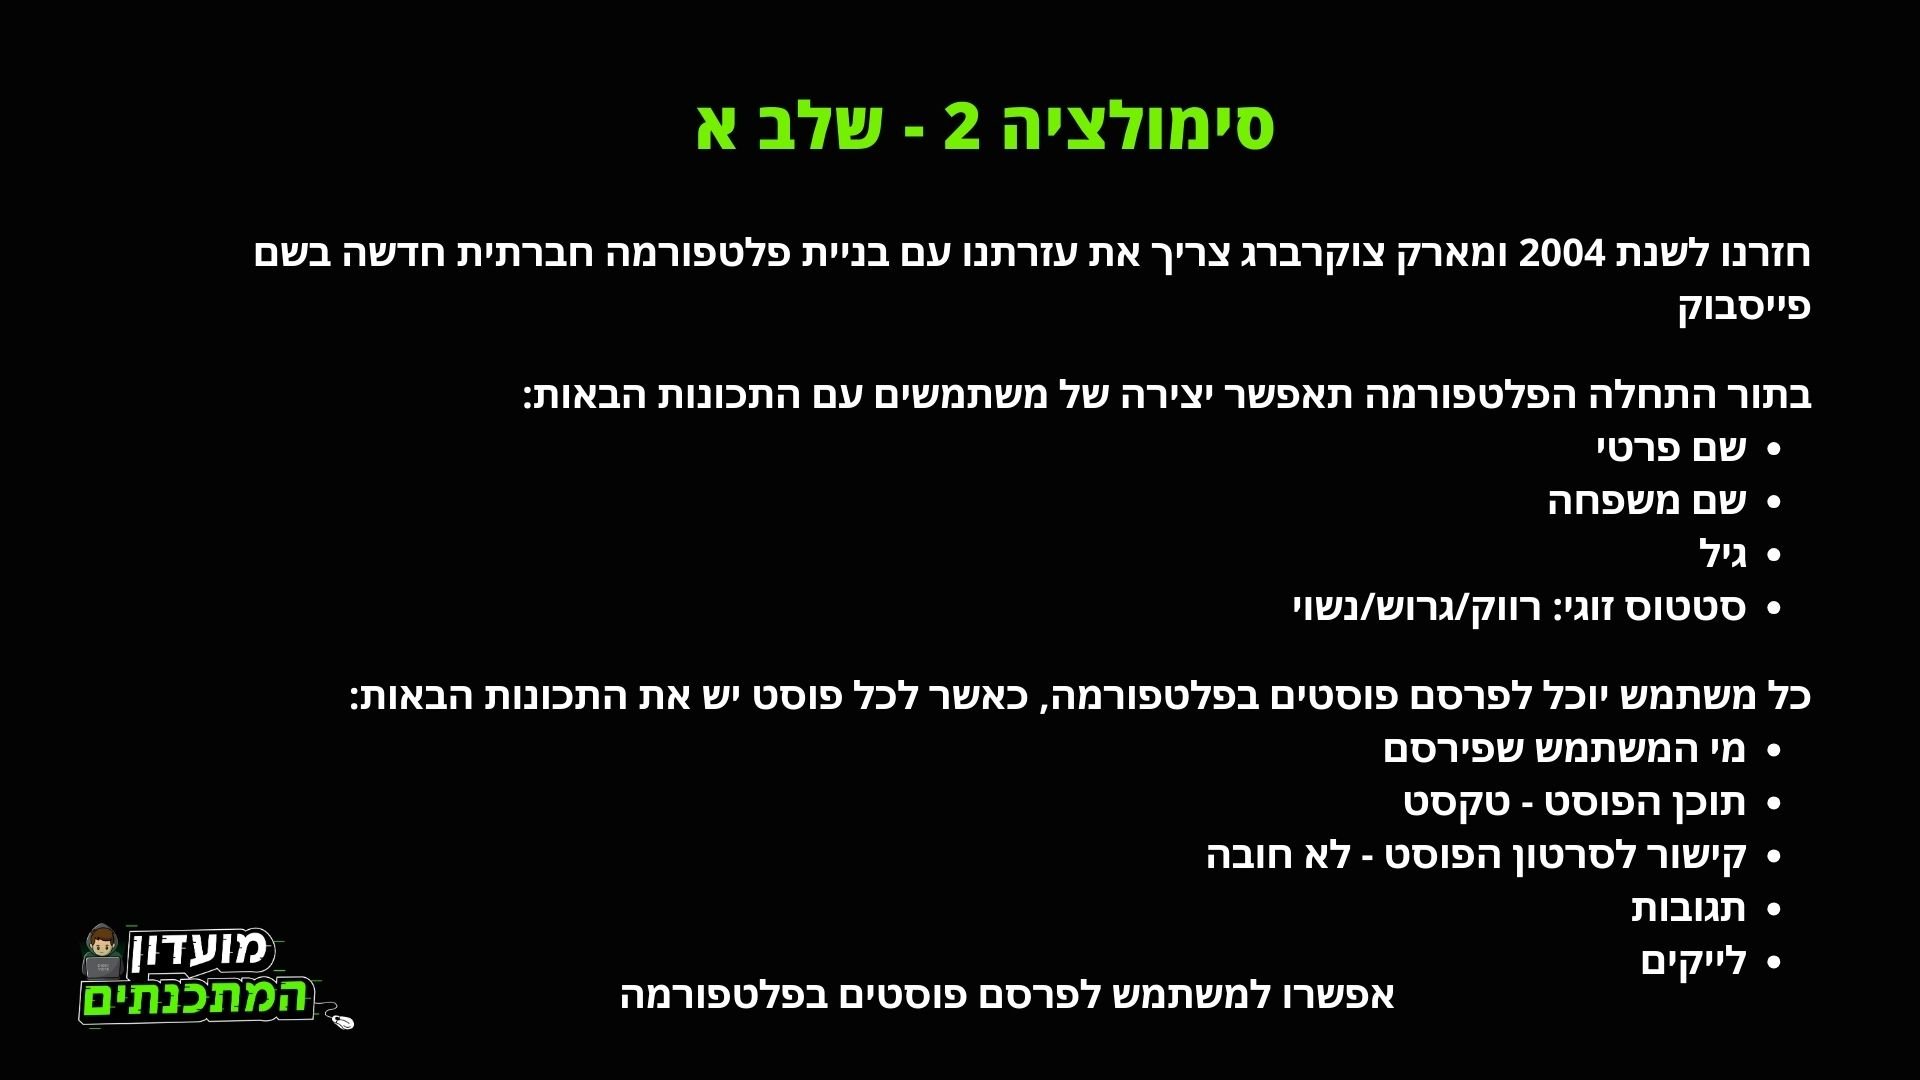 סימולציה 2 - שלב א
חזרנו לשנת 2004 ומארק צוקרברג צריך את עזרתנו עם בניית פלטפורמה חברתית חדשה בשם
פייסבוק
בתור התחלה הפלטפורמה תאפשר יצירה של משתמשים עם התכונות הבאות:
• שם פרטי
• שם משפחה
• גיל
• סטטוס זוגי: רווק/גרוש/נשוי
כל משתמש יוכל לפרסם פוסטים בפלטפורמה, כאשר לכל פוסט יש את התכונות הבאות:
• מי המשתמש שפירסם
• תוכן הפוסט - טקסט
• קישור לסרטון הפוסט - לא חובה
• תגובות
• לייקים
אפשרו למשתמש לפרסם פוסטים בפלטפורמה
מועדון
המתכנתים